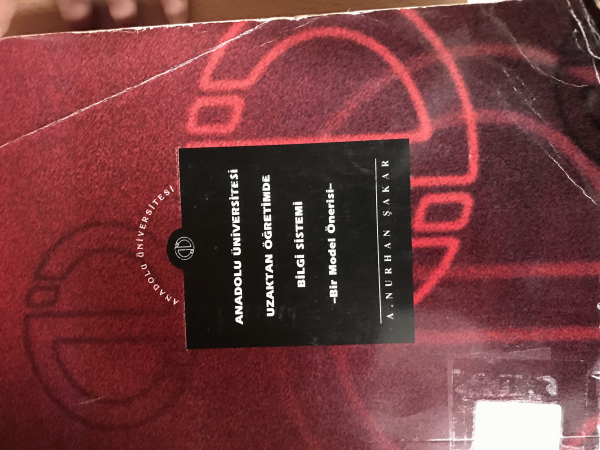 ANADOLU ÜNİVERSİTESİ
ANADOLU ÜNİVERSİTESİ
UZAKTAN ÖĞRETİMDE
BİLGİ SİSTEMİ
-Bir Model Önerisi-
A. NURHAN ŞAKAR